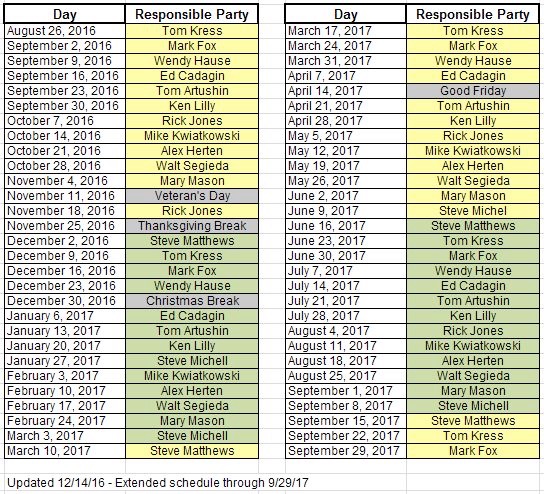 Day Responsible Party
August 26, 2016 Tom Kress
September 2, 2016 Mark Fox
September 9, 2016 Wendy Hause
September 16, 2016 Ed Cadagin
September 23, 2016 Tom Artushin
September 30, 2016 Ken Lilly
October 7, 2016 Rick Jones
October 14, 2016 Mike Kwiatkowski
October 21, 2016 Alex Herten
October 28, 2016 Walt Segieda
November 4, 2016 Mary Mason
November 11, 2016 Veteran's Day
November 18, 2016 Rick Jones
November 25, 2016 Thanksgiving Break
December 2, 2016 Steve Matthews
December 9, 2016 Tom Kress
December 16, 2016 Mark Fox
December 23, 2016 Wendy Hause
December 30, 2016 Christmas Break
January 6, 2017 Ed Cadagin
January 13, 2017 Tom Artushin
January 20, 2017 Ken Lilly
January 27, 2017 Steve Michell
February 3, 2017 Mike Kwiatkowski
February 10, 2017 Alex Herten
February 17, 2017 Walt Segieda
February 24, 2017 Mary Mason
March 3, 2017 Steve Michell
March 10, 2017 Steve Matthews
Day Responsible Party
March 17, 2017 Tom Kress
March 24, 2017 Mark Fox
March 31, 2017 Wendy Hause
April 7, 2017 Ed Cadagin
April 14, 2017 Good Friday
April 21, 2017 Tom Artushin
April 28, 2017 Ken Lilly
May 5, 2017 Rick Jones
May 12, 2017 Mike Kwiatkowski
May 19, 2017 Alex Herten
May 26, 2017 Walt Segieda
June 2, 2017 Mary Mason
June 9, 2017 Steve Michel
June 16, 2017 Steve Matthews
June 23, 2017 Tom Kress
June 30, 2017 Mark Fox
July 7, 2017 Wendy Hause
July 14, 2017 Ed Cadagin
July 21, 2017 Tom Artushin
July 28, 2017 Ken Lilly
August 4, 2017 Rick Jones
August 11, 2017 Mike Kwiatkowski
August 18, 2017 Alex Herten
August 25, 2017 Walt Segieda
September 1, 2017 Mary Mason
September 8, 2017 Steve Michell
September 15, 2017 Steve Matthews
September 22, 2017 Tom Kress
September 29, 2017 Mark Fox
Updated 12/14/16 - Extended schedule through 9/29/17